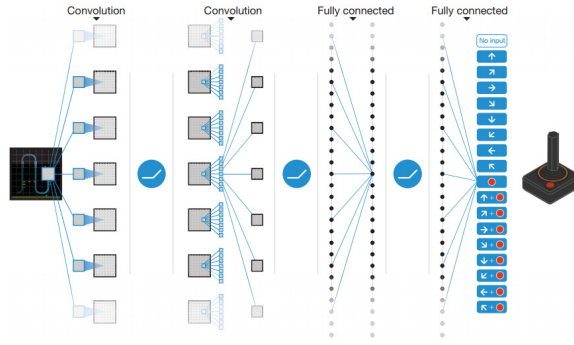 Convolution
Convolution
Fully connected
Fully connected
No input
+
+
+
+
+
+
+
+